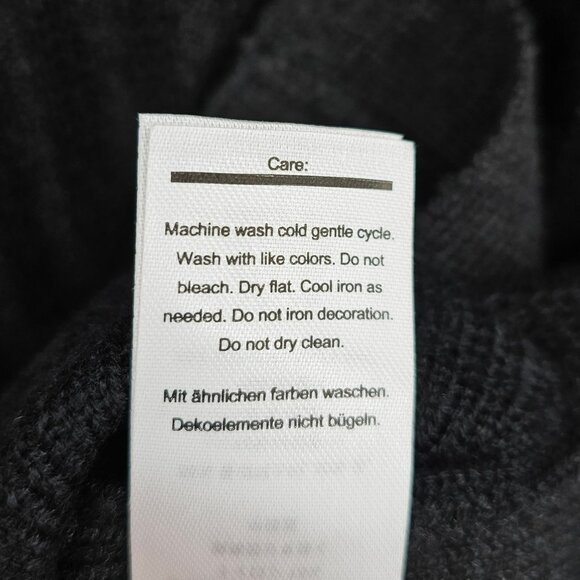 Care:
Machine wash cold gentle cycle.
Wash with like colors. Do not
bleach. Dry flat. Cool iron as
needed. Do not iron decoration.
Do not dry clean.
Mit ähnlichen farben waschen.
Dekoelemente nicht bügeln.